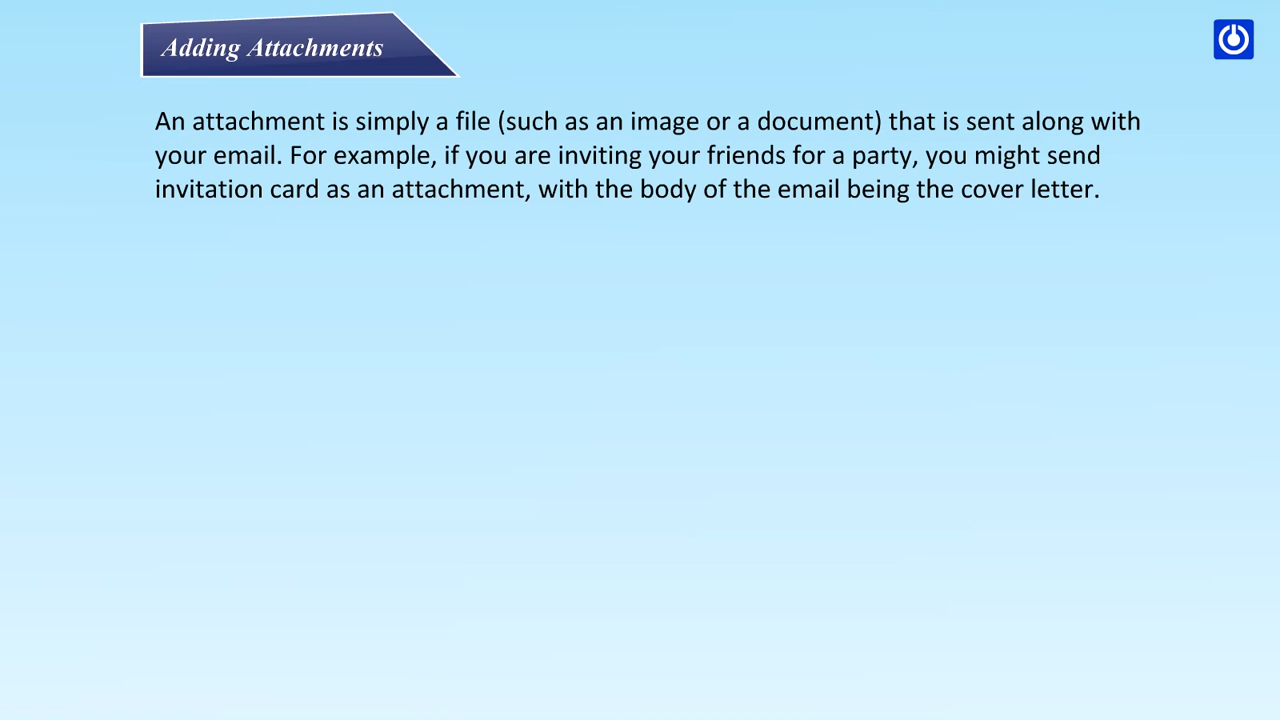 Adding Attachments
An attachment is simply a file (such as an image or a document) that is sent along with
your email. For example, if you are inviting your friends for a party, you might send
invitation card as an attachment, with the body of the email being the cover letter.